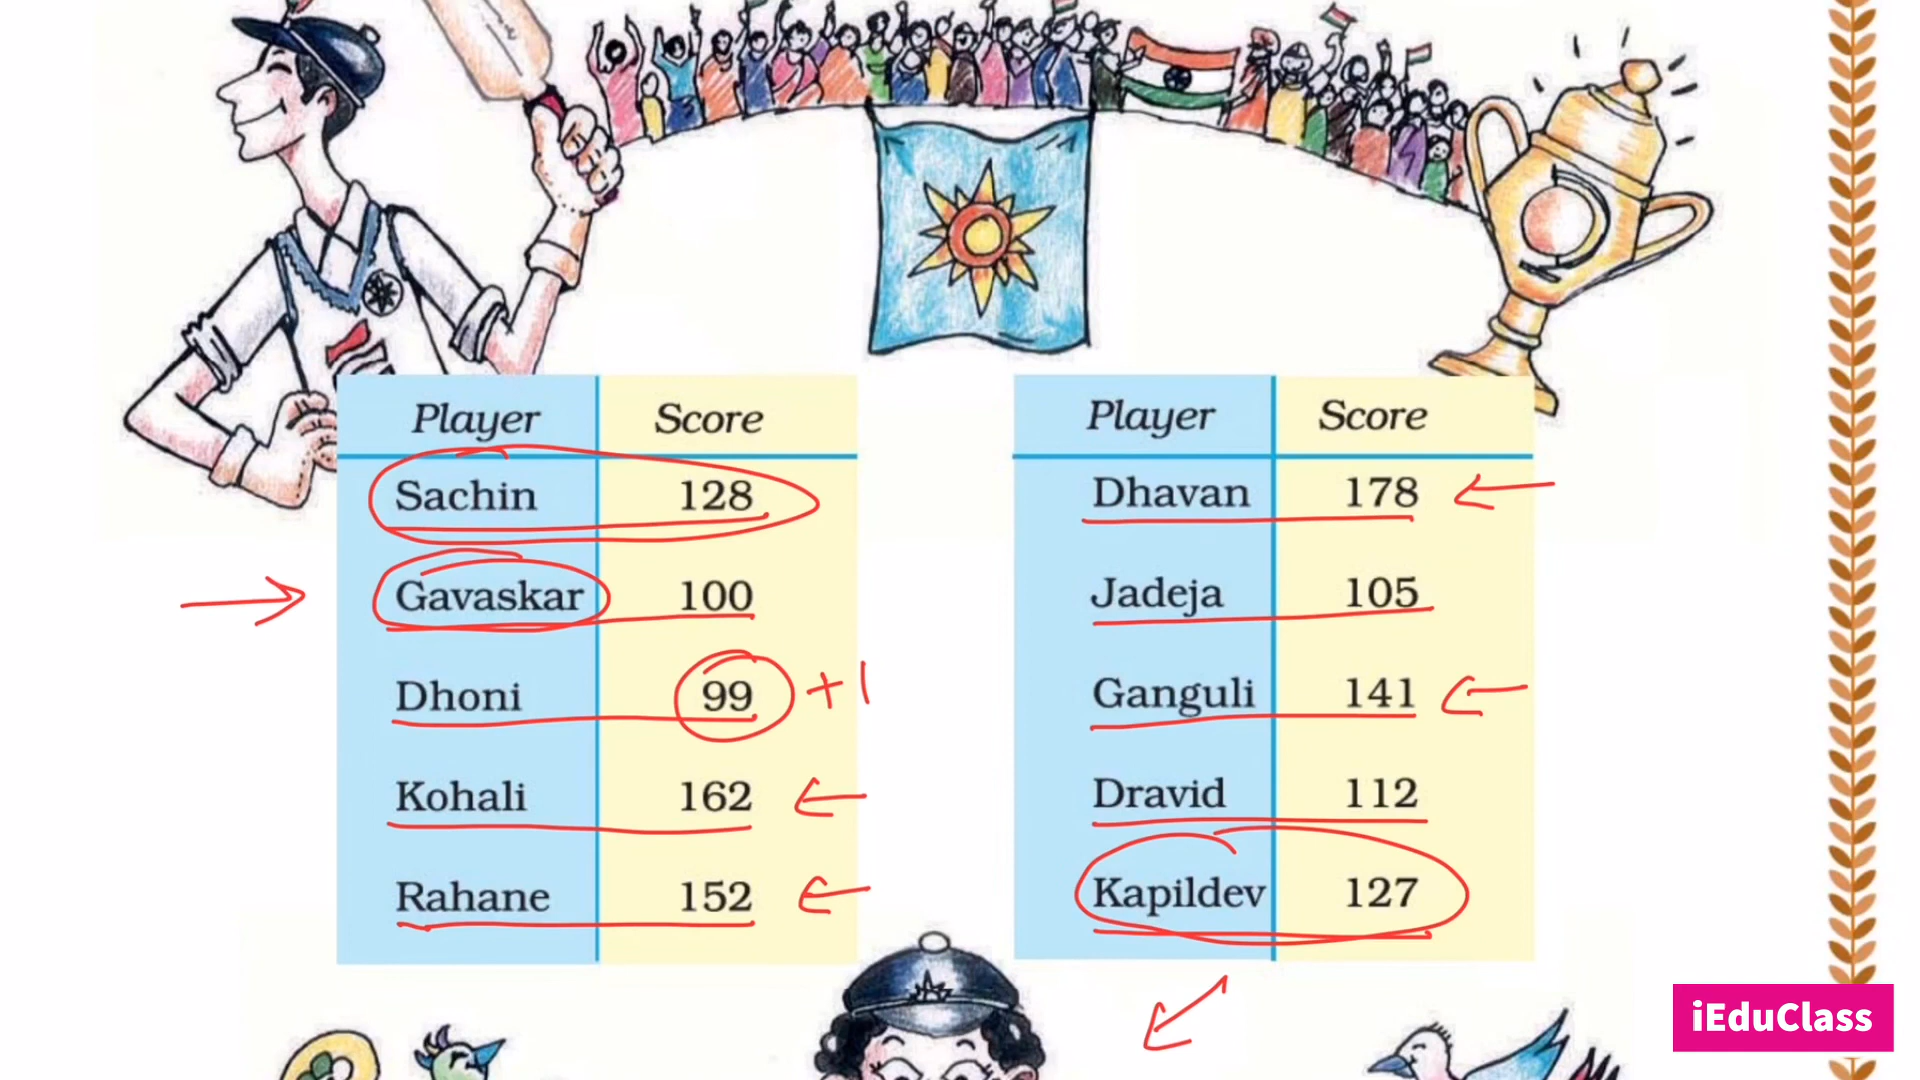 Player Score
Sachin 128
Gavaskar 100
Dhoni 99 +1
Kohali 162
Rahane 152
Player Score
Dhavan 178
Jadeja 105
Ganguli 141
Dravid 112
Kapildev 127
iEduClass